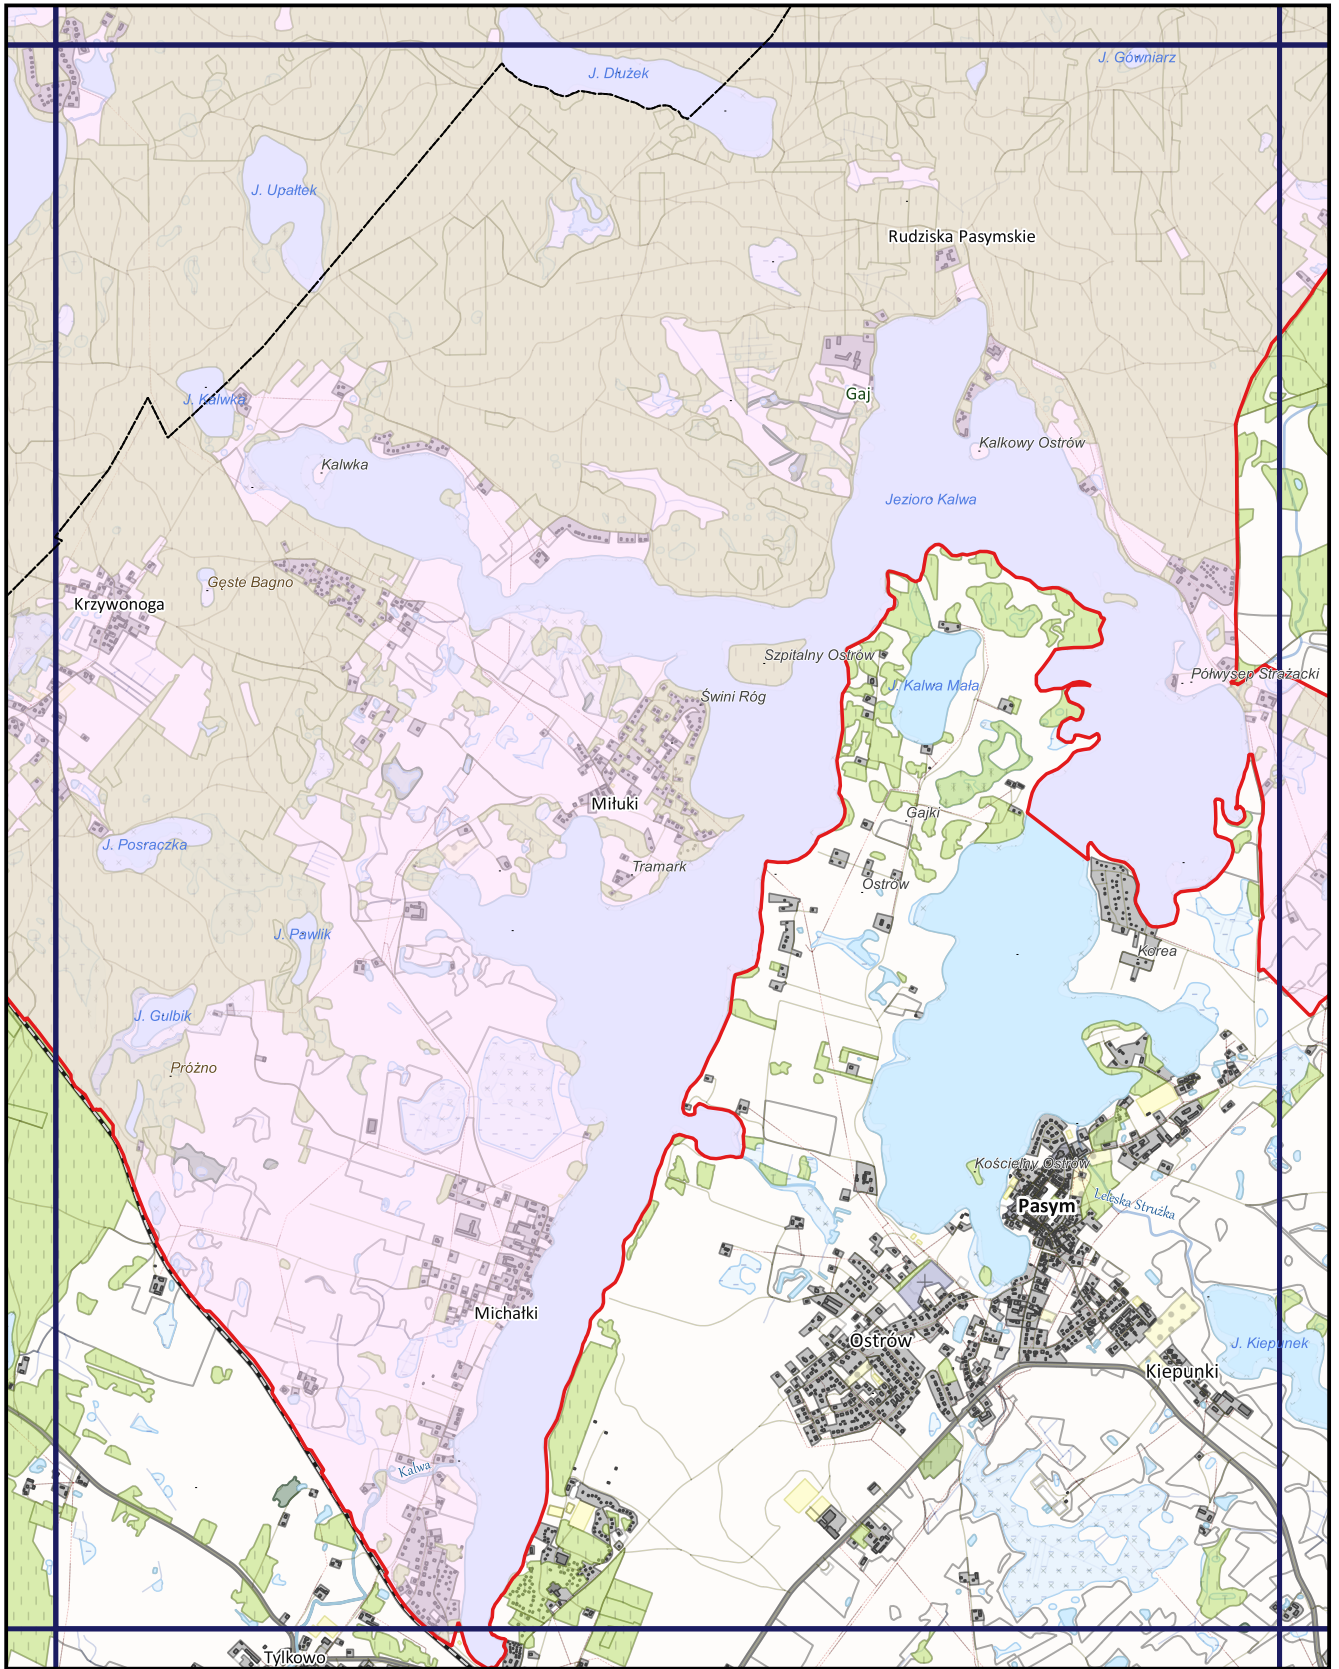 J. Gówniarz
J. Dłużek
J. Upałtek
Rudziska Pasymskie
J. Kalwka
Gaj
Kalkowy Ostrów
Kalwka
Jezioro Kalwa
Gęste Bagno
Krzywonoga
Szpitalny Ostrów
Półwysep Strażacki
J. Kalwa Mała
Świni Róg
Miłuki
Gajki
J. Posraczka
Tramark
Ostrów
J. Pawlik
Korea
J. Gulbik
Próżno
Kościelny Ostrów
Pasym
Leleska Strużka
Michałki
Ostrów
J. Kiepunek
Kiepunki
Kalwa
Tylkowo